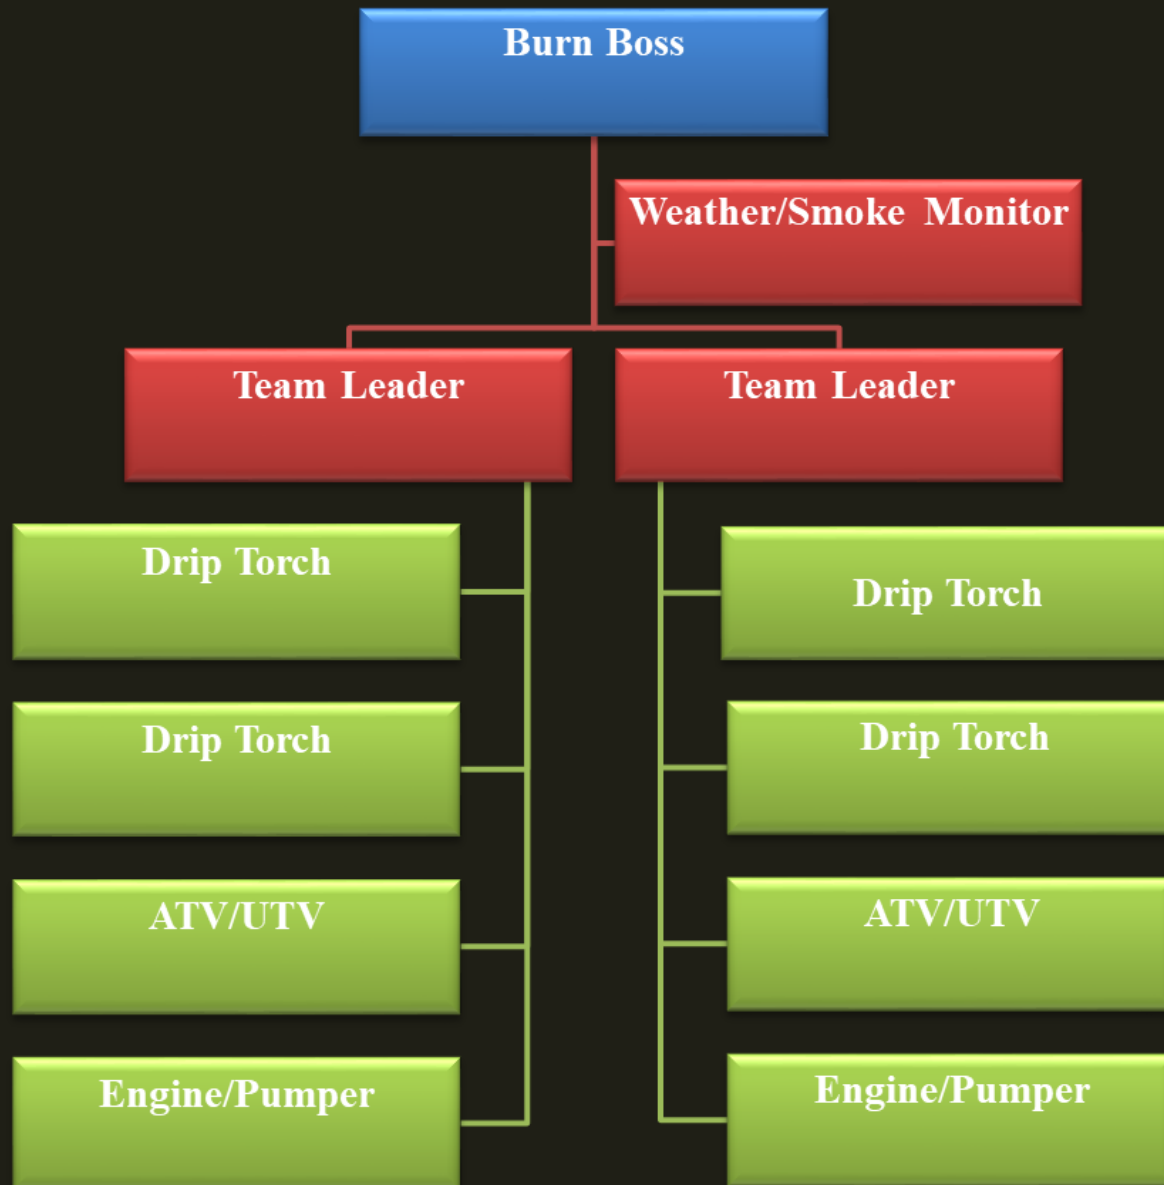 Burn Boss
Weather/Smoke Monitor
Team Leader
Team Leader
Drip Torch
Drip Torch
Drip Torch
Drip Torch
ATV/UTV
ATV/UTV
Engine/Pumper
Engine/Pumper